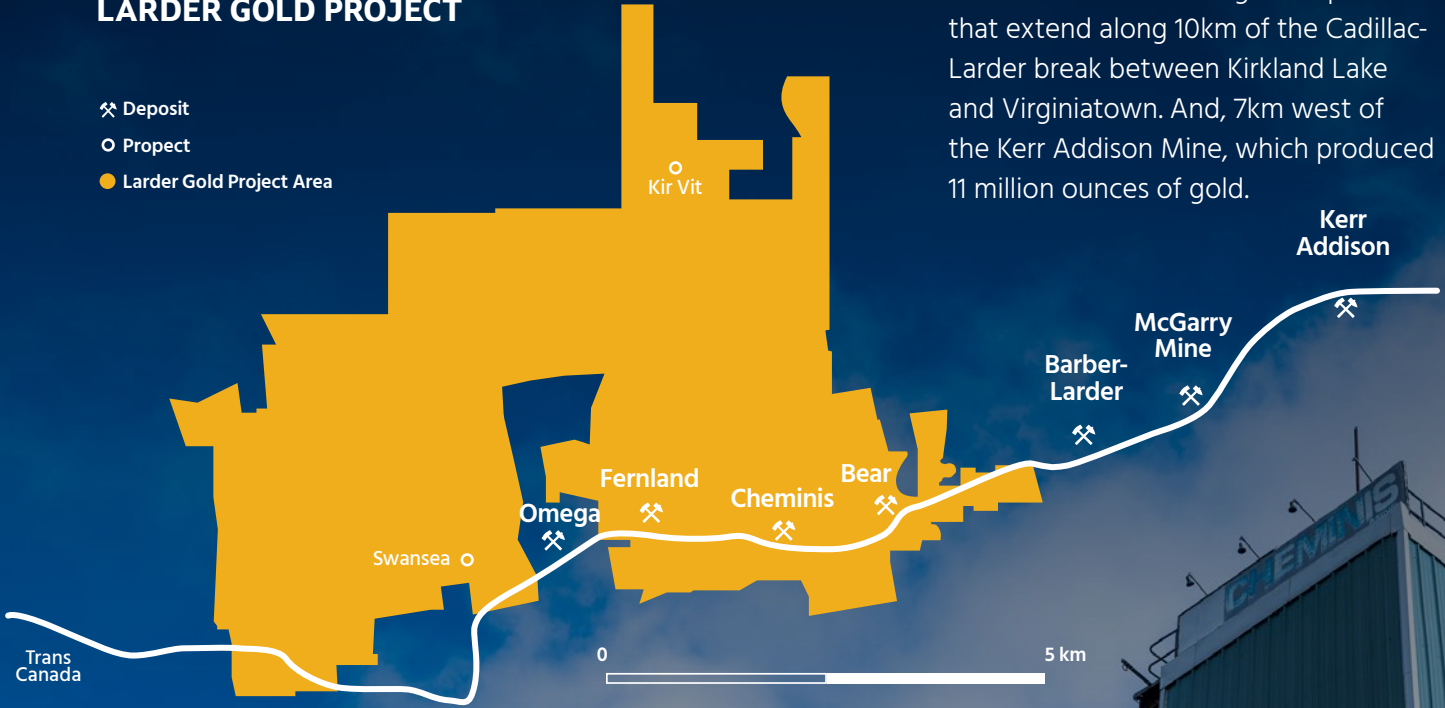 LARDER GOLD PROJECT
Deposit
Propect
Larder Gold Project Area
that extend along 10km of the Cadillac-
Larder break between Kirkland Lake
and Virginiatown. And, 7km west of
the Kerr Addison Mine, which produced
11 million ounces of gold.
Kir Vit
Kerr
Addison
McGarry
Mine
Barber-
Larder
Bear
Fernland
Cheminis
Omega
Swansea
Trans
Canada
0
5 km
CHEMINIS